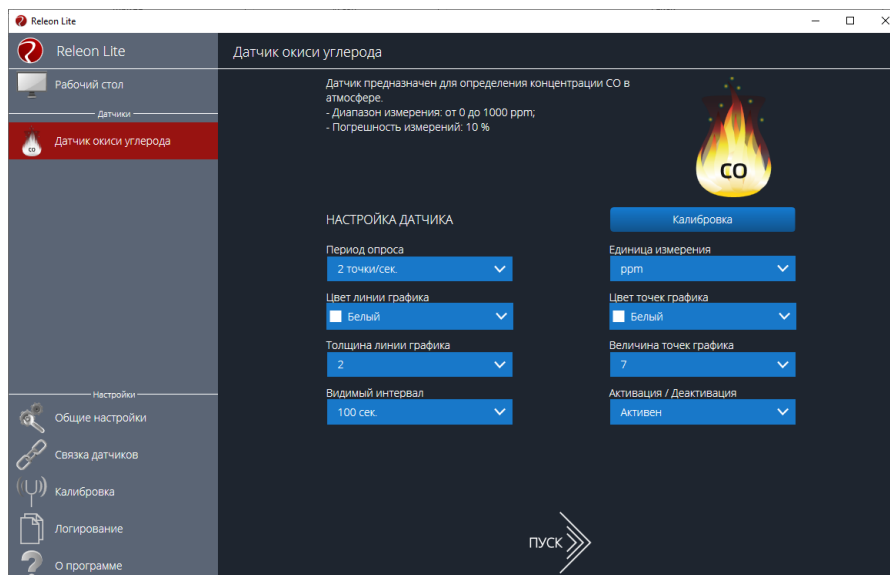 Releon Lite
Releon Lite
Рабочий стол
Датчики
Датчик окиси углерода
Настройки
Общие настройки
Связка датчиков
Калибровка
Логирование
О программе
Датчик окиси углерода
Датчик предназначен для определения концентрации CO в
атмосфере.
- Диапазон измерения: от 0 до 1000 ppm;
- Погрешность измерений: 10 %
CO
CO
НАСТРОЙКА ДАТЧИКА
Калибровка
Период опроса
2 точки/сек.
Единица измерения
ppm
Цвет линии графика
Белый
Цвет точек графика
Белый
Толщина линии графика
2
Величина точек графика
7
Видимый интервал
100 сек.
Активация / Деактивация
Активен
ПУСК